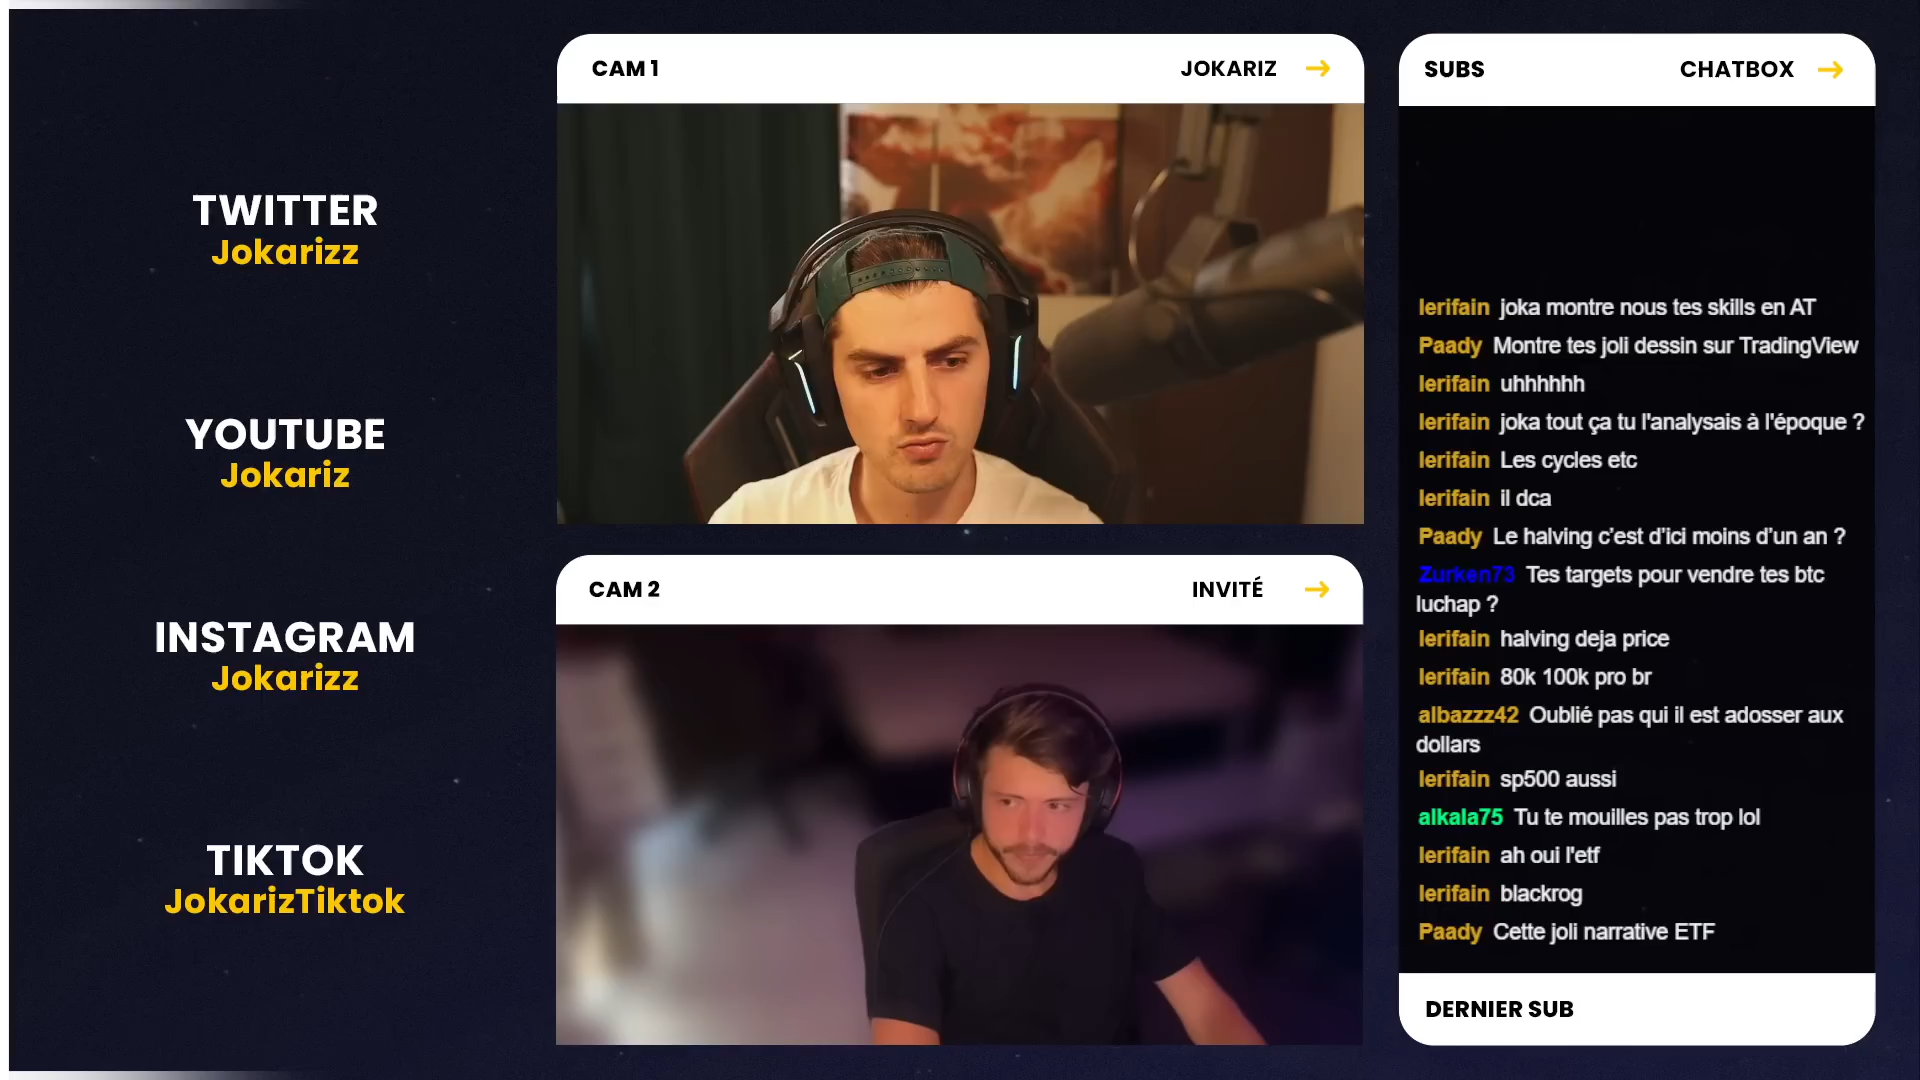 TWITTER
Jokarizz
YOUTUBE
Jokariz
INSTAGRAM
Jokarizz
TIKTOK
JokarizTiktok
CAM 1 JOKARIZ
CAM 2 INVITÉ
SUBS CHATBOX
lerifain joka montre nous tes skills en AT
Paady Montre tes joli dessin sur TradingView
lerifain uhhhhhh
lerifain joka tout ça tu l'analysais à l'époque ?
lerifain Les cycles etc
lerifain il dca
Paady Le halving c’est d’ici moins d’un an ?
Zurken73 Tes targets pour vendre tes btc
luchap ?
lerifain halving deja price
lerifain 80k 100k pro br
albazzz42 Oublié pas qui il est adosser aux
dollars
lerifain sp500 aussi
alkala75 Tu te mouilles pas trop lol
lerifain ah oui l'etf
lerifain blackrog
Paady Cette joli narrative ETF
DERNIER SUB